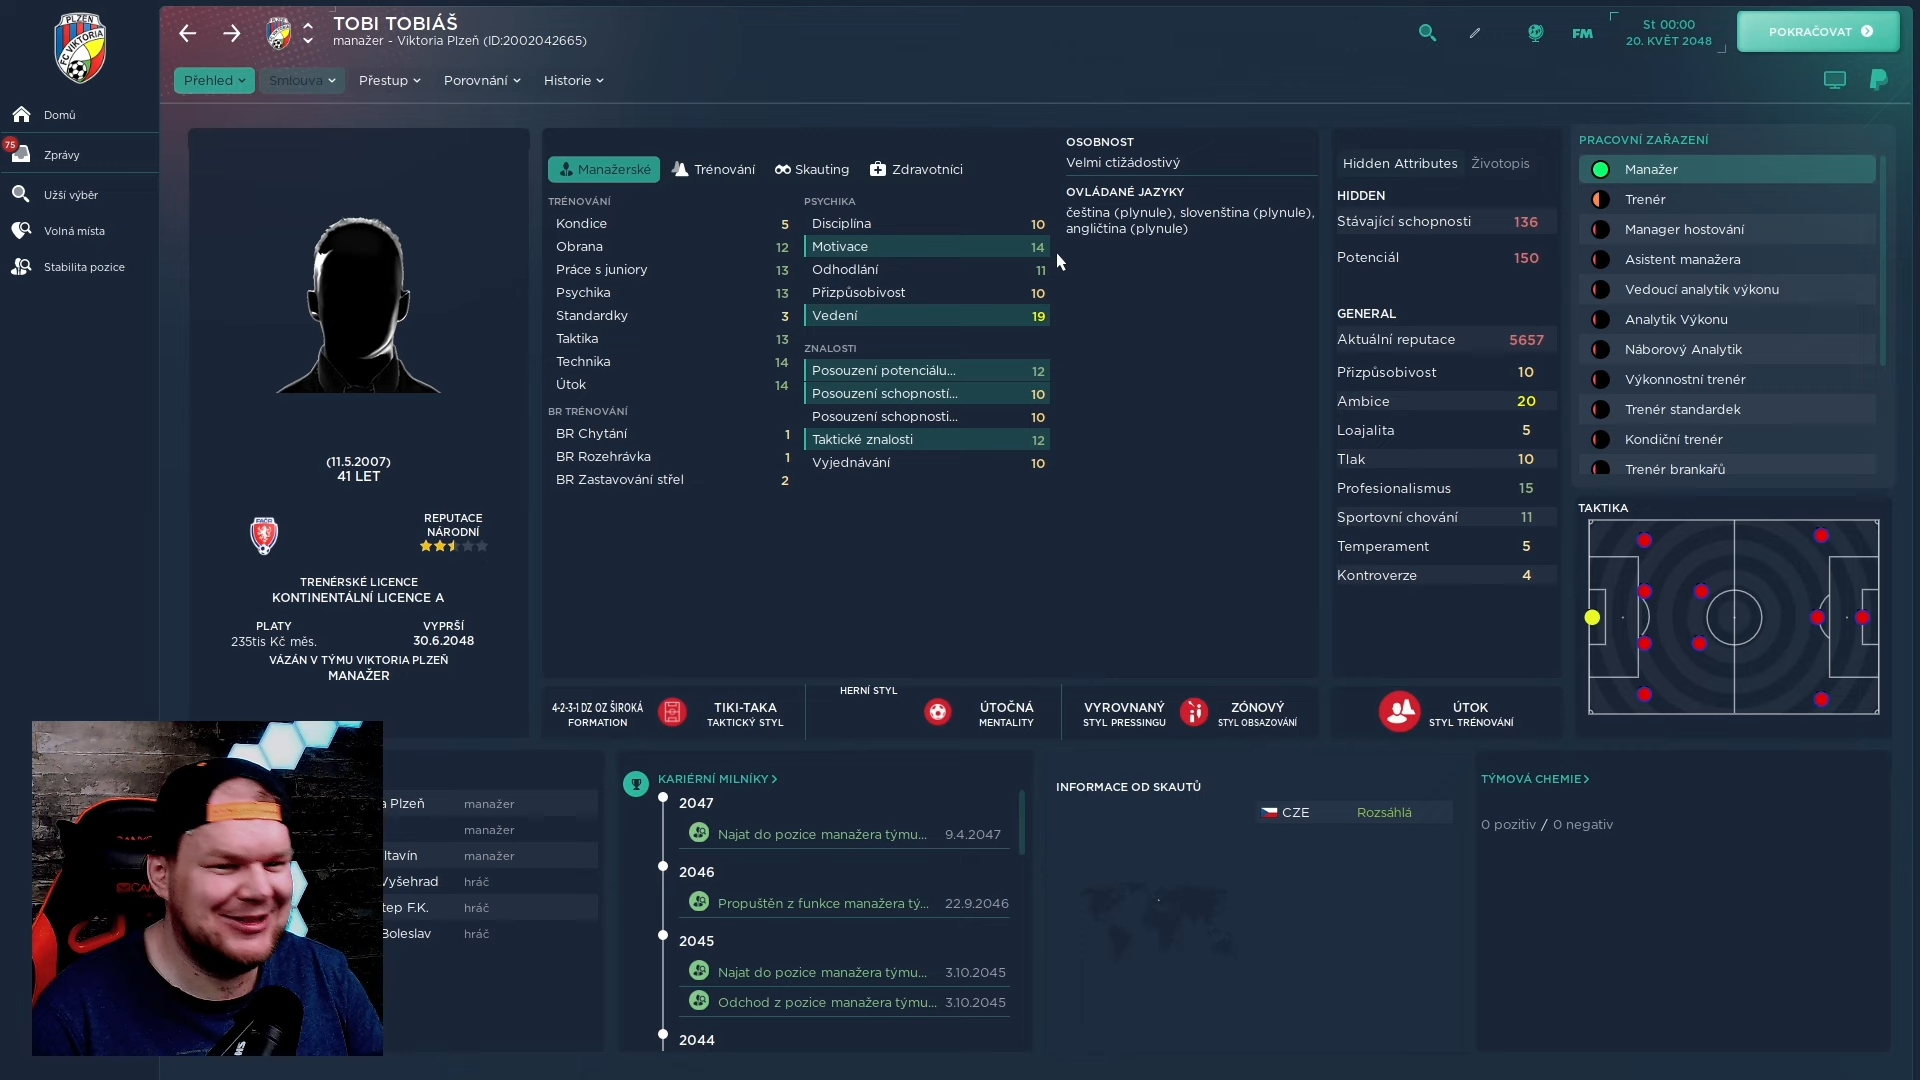 TOBI TOBIÁŠ
manažer - Viktoria Plzeň (ID:2002042665)
FM
St 00:00
20. KVĚT 2048
POKRAČOVAT
Přehled
Smlouva
Přestup
Porovnání
Historie
PLZEŇ
FC VIKTORIA
Domů
75
Zprávy
Užší výběr
Volná místa
Stabilita pozice
(11.5.2007)
41 LET
REPUTACE
NÁRODNÍ
TRENÉRSKÉ LICENCE
KONTINENTÁLNÍ LICENCE A
PLATY
235tis Kč měs.
VYPRŠÍ
30.6.2048
VÁZÁN V TÝMU VIKTORIA PLZEŇ
MANAŽER
Manažerské
Trénování
Skauting
Zdravotníci
TRÉNOVÁNÍ
Kondice 5
Obrana 12
Práce s juniory 13
Psychika 13
Standardky 3
Taktika 13
Technika 14
Útok 14
BR TRÉNOVÁNÍ
BR Chytání 1
BR Rozehrávka 1
BR Zastavování střel 2
PSYCHIKA
Disciplína 10
Motivace 14
Odhodlání 11
Přizpůsobivost 10
Vedení 19
ZNALOSTI
Posouzení potenciálu... 12
Posouzení schopností... 10
Posouzení schopnosti... 10
Taktické znalosti 12
Vyjednávání 10
OSOBNOST
Velmi ctižádostivý
OVLÁDANÉ JAZYKY
čeština (plynule), slovenština (plynule),
angličtina (plynule)
Hidden Attributes
Životopis
HIDDEN
Stávající schopnosti 136
Potenciál 150
GENERAL
Aktuální reputace 5657
Přizpůsobivost 10
Ambice 20
Loajalita 5
Tlak 10
Profesionalismus 15
Sportovní chování 11
Temperament 5
Kontroverze 4
PRACOVNÍ ZAŘAZENÍ
Manažer
Trenér
Manager hostování
Asistent manažera
Vedoucí analytik výkonu
Analytik Výkonu
Náborový Analytik
Výkonnostní trenér
Trenér standardek
Kondiční trenér
Trenér brankařů
TAKTIKA
4-2-3-1 DZ OZ ŠIROKÁ
FORMATION
TIKI-TAKA
TAKTICKÝ STYL
HERNÍ STYL
ÚTOČNÁ
MENTALITY
VYROVNANÝ
STYL PRESSINGU
ZÓNOVÝ
STYL OBSAZOVÁNÍ
ÚTOK
STYL TRÉNOVÁNÍ
a Plzeň manažer
manažer
ltavín manažer
Vyšehrad hráč
tep F.K. hráč
Boleslav hráč
KARIÉRNÍ MILNÍKY
2047
Najat do pozice manažera týmu... 9.4.2047
2046
Propuštěn z funkce manažera tý... 22.9.2046
2045
Najat do pozice manažera týmu... 3.10.2045
Odchod z pozice manažera týmu... 3.10.2045
2044
INFORMACE OD SKAUTŮ
CZE Rozsáhlá
TÝMOVÁ CHEMIE
0 pozitiv / 0 negativ